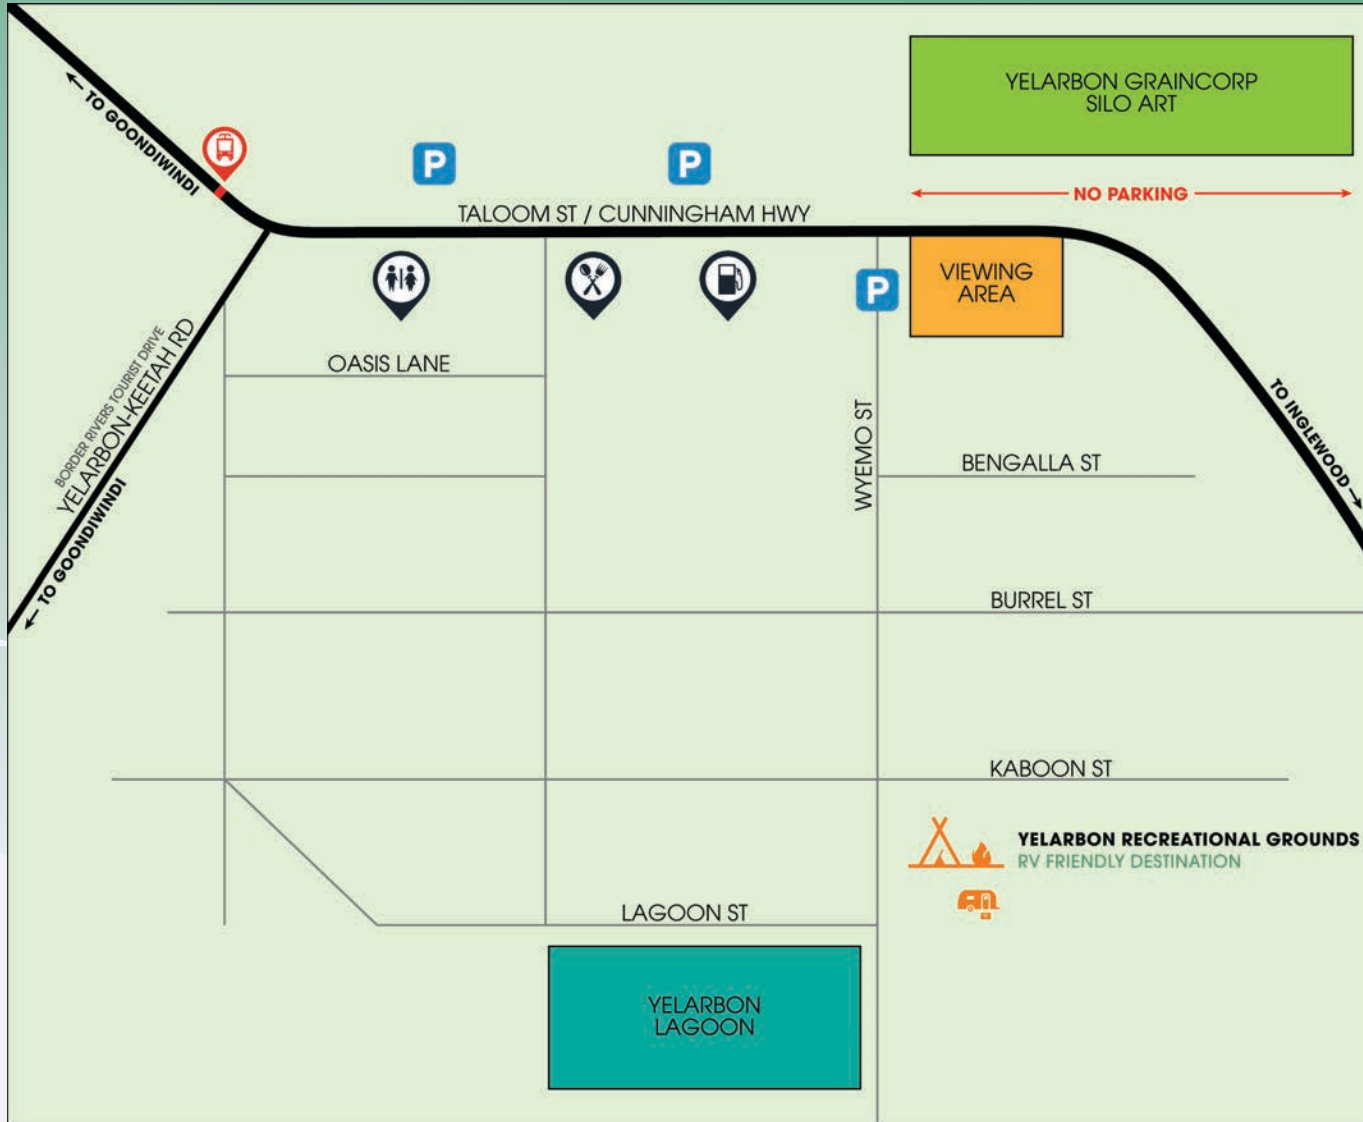 YELARBON GRAINCORP
SILO ART
← TO GOONDIWINDI
P
P
← NO PARKING →
TALOOM ST / CUNNINGHAM HWY
VIEWING
AREA
P
OASIS LANE
BORDER RIVERS TOURIST DRIVE
YELARBON-KEETAH RD
← TO GOONDIWINDI
WYEMO ST
TO INGLEWOOD →
BENGALLA ST
BURREL ST
KABOON ST
YELARBON RECREATIONAL GROUNDS
RV FRIENDLY DESTINATION
LAGOON ST
YELARBON
LAGOON